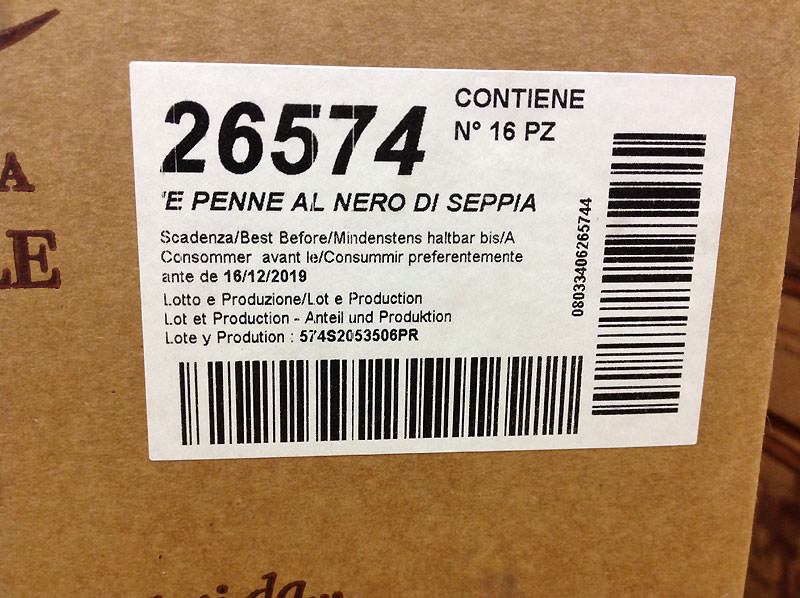 26574
CONTIENE
N° 16 PZ
'E PENNE AL NERO DI SEPPIA
Scadenza/Best Before/Mindenstens haltbar bis/A
Consommer avant le/Consummir preferentemente
ante de 16/12/2019
Lotto e Produzione/Lot e Production
Lot et Production - Anteil und Produktion
Lote y Prodution : 574S2053506PR
08033406265744
A
LE